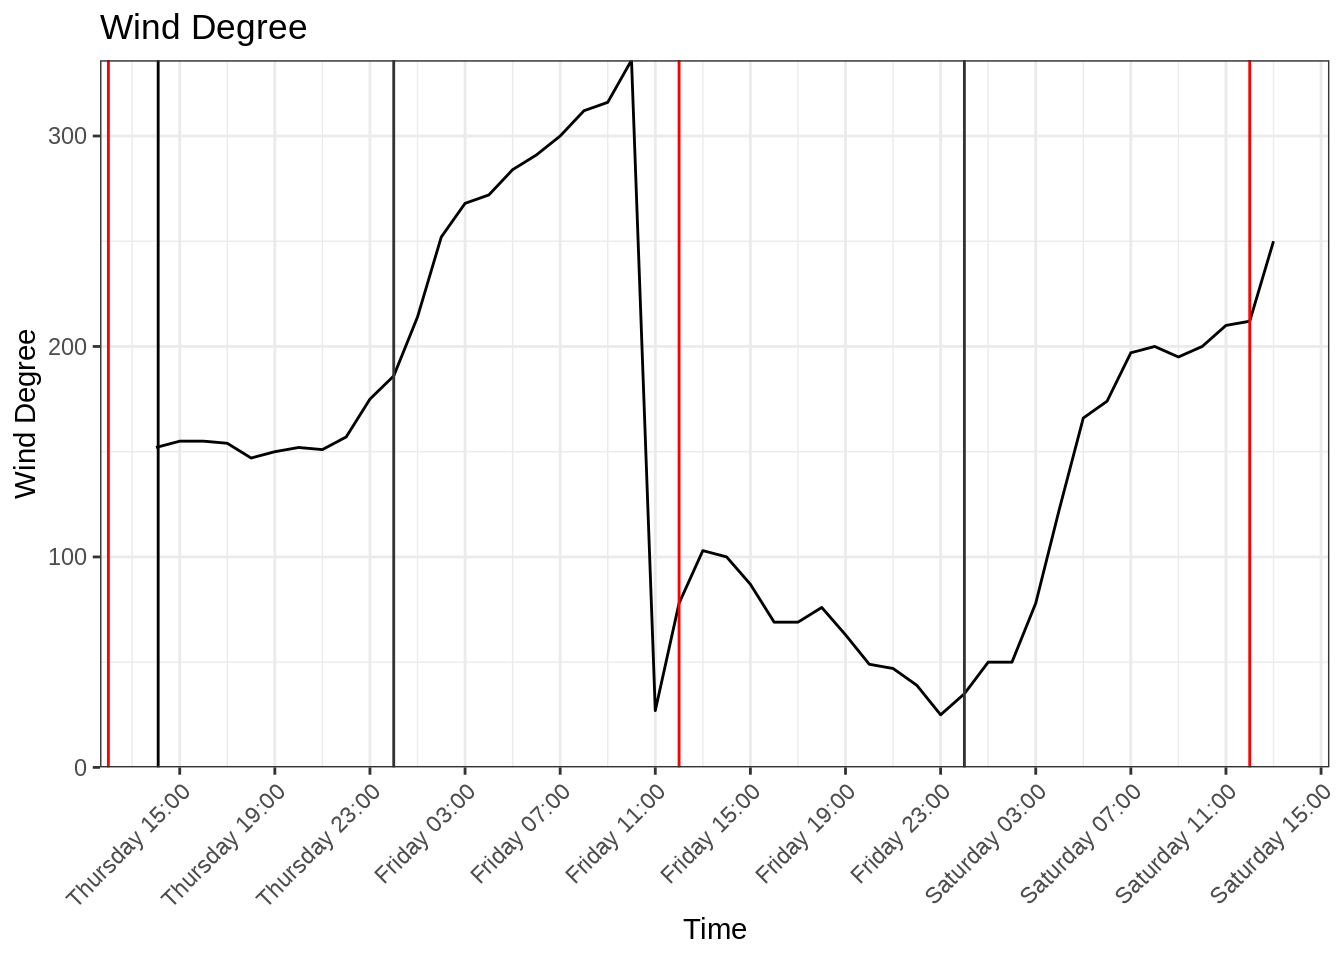 Wind Degree
300
200
100
0
Wind Degree
Thursday 15:00
Thursday 19:00
Thursday 23:00
Friday 03:00
Friday 07:00
Friday 11:00
Friday 15:00
Friday 19:00
Friday 23:00
Saturday 03:00
Saturday 07:00
Saturday 11:00
Saturday 15:00
Time